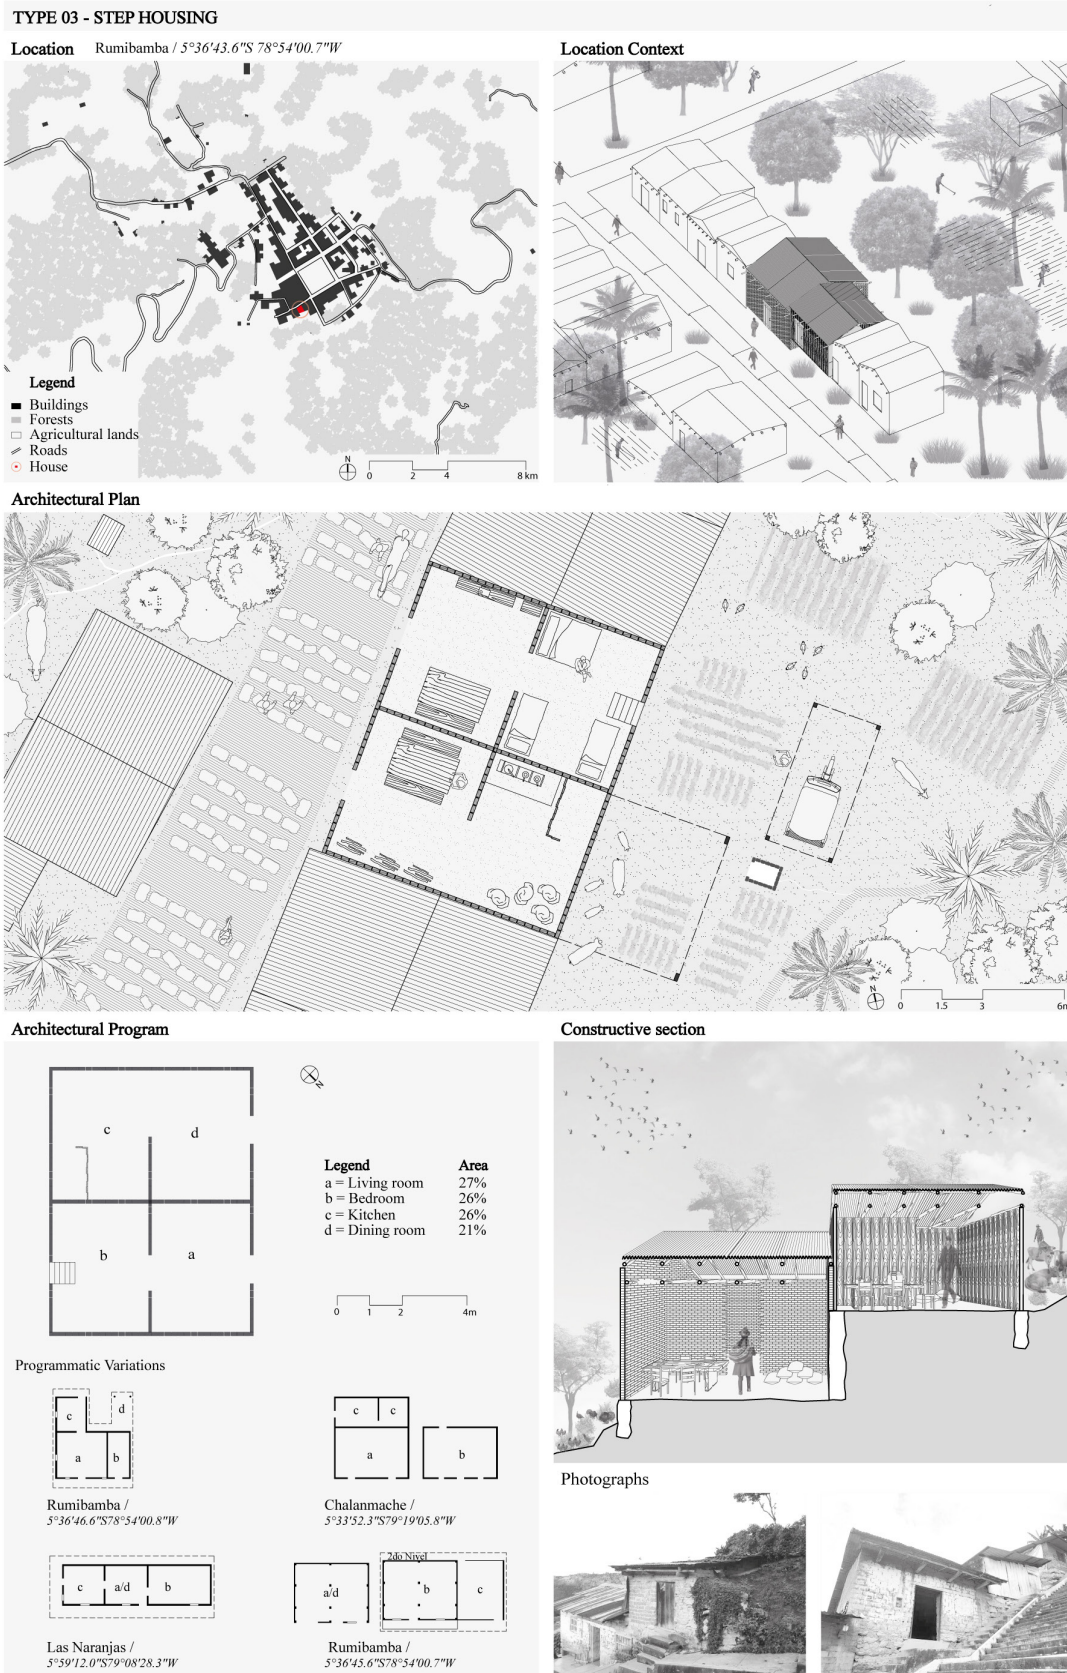 TYPE 03 - STEP HOUSING
Location Rumibamba / 5°36'43.6"S 78°54'00.7"W
Location Context
Legend
Buildings
Forests
Agricultural lands
Roads
House
N
0 2 4 8 km
Architectural Plan
N
0 1.5 3 6m
Architectural Program
Constructive section
N
c
d
b
a
Legend Area
a = Living room 27%
b = Bedroom 26%
c = Kitchen 26%
d = Dining room 21%
0 1 2 4m
Programmatic Variations
c
d
a
b
Rumibamba /
5°36'46.6"S78°54'00.8"W
c
c
a
b
Chalanmache /
5°33'52.3"S79°19'05.8"W
c
a/d
b
Las Naranjas /
5°59'12.0"S79°08'28.3"W
2do Nivel
a/d
b
c
Rumibamba /
5°36'45.6"S78°54'00.7"W
Photographs